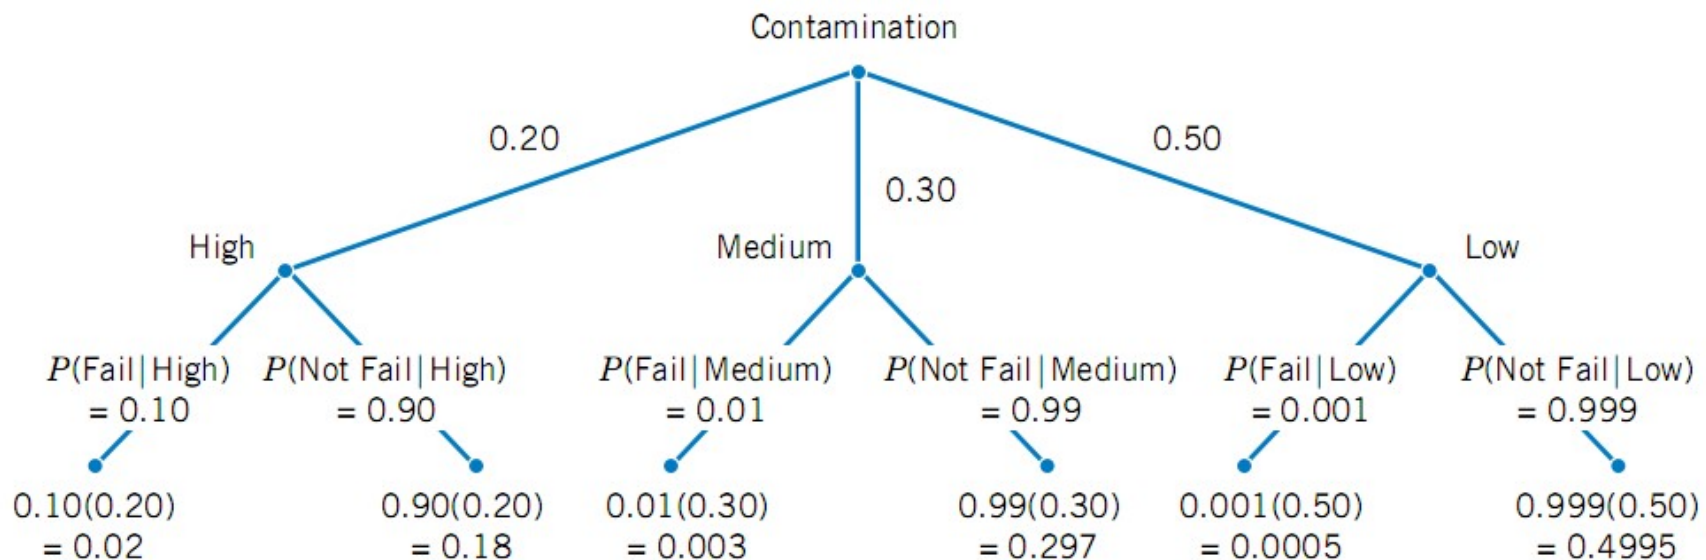 Contamination
0.20
0.50
0.30
High
Medium
Low
P(Fail|High)
= 0.10
P(Not Fail|High)
= 0.90
P(Fail|Medium)
= 0.01
P(Not Fail|Medium)
= 0.99
P(Fail|Low)
= 0.001
P(Not Fail|Low)
= 0.999
0.10(0.20)
= 0.02
0.90(0.20)
= 0.18
0.01(0.30)
= 0.003
0.99(0.30)
= 0.297
0.001(0.50)
= 0.0005
0.999(0.50)
= 0.4995